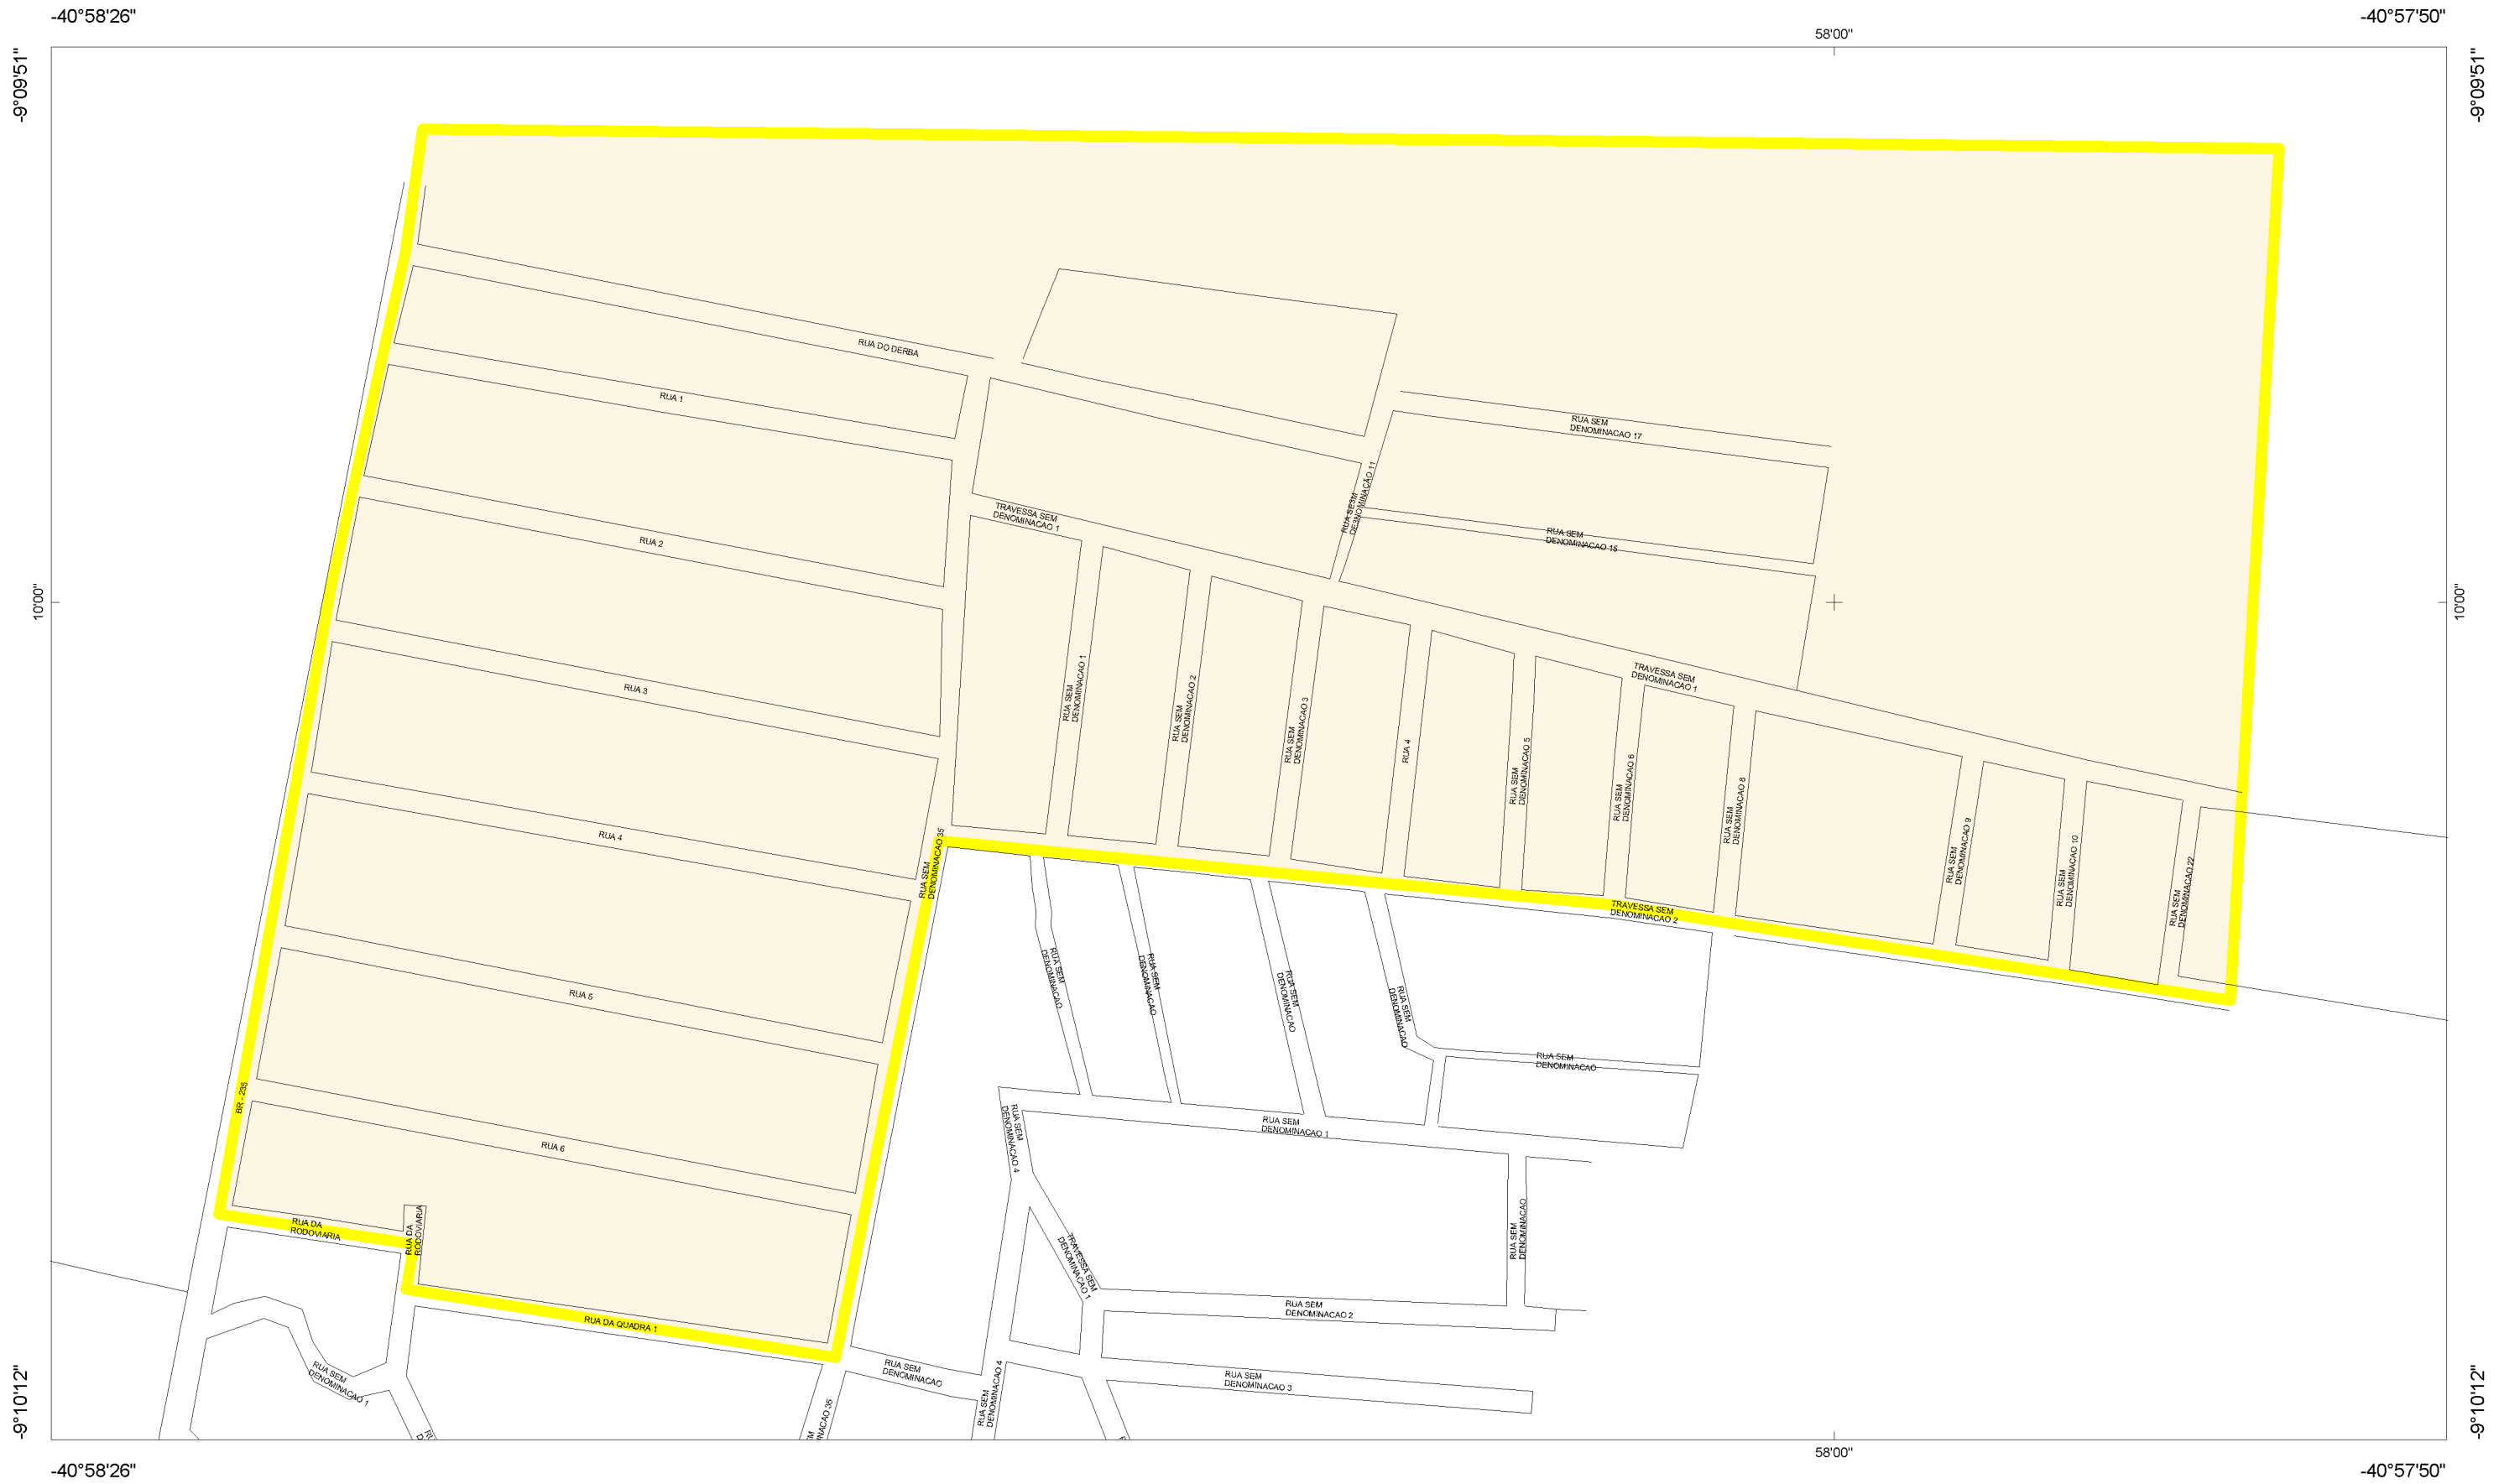 -40°58'26"
-40°57'50"
58'00"
-9°09'51"
-9°09'51"
RUA DO DERBA
RUA 1
RUA SEM
DENOMINACAO 17
RUA SE3M
DE3NOMINAÇÃO 11
TRAVESSA SEM
DENOMINACAO 1
RUA 2
RUA SEM
DENOMINACAO 15
10'00"
10'00"
RUA 3
RUA SEM
DENOMINACAO 1
RUA SEM
DENOMINACAO 2
RUA SEM
DENOMINACAO 3
RUA 4
RUA SEM
DENOMINACAO 5
RUA SEM
DENOMINACAO 6
TRAVESSA SEM
DENOMINACAO 1
RUA SEM
DENOMINACAO 8
RUA SEM
DENOMINACAO 9
RUA SEM
DENOMINACAO 10
RUA SEM
DENOMINACAO 22
RUA 4
RUA SEM
DENOMINACAO 35
TRAVESSA SEM
DENOMINACAO 2
RUA 5
RUA SEM
DENOMINACAO
RUA SEM
DENOMINACAO
RUA SEM
DENOMINACAO
RUA SEM
DENOMINACAO
RUA SEM
DENOMINACAO
BR - 235
RUA 6
RUA SEM
DENOMINACAO 4
RUA SEM
DENOMINACAO 1
RUA DA
RODOVIARIA
RUA DA
RODOVIARIA
TRAVESSA SEM
DENOMINACAO 1
RUA SEM
DENOMINACAO
RUA DA QUADRA 1
RUA SEM
DENOMINACAO 2
RUA SEM
DENOMINACAO 1
RUA SEM
DENOMINACAO
RUA SEM
DENOMINACAO 4
RUA SEM
DENOMINACAO 3
-9°10'12"
-9°10'12"
58'00"
-40°58'26"
-40°57'50"